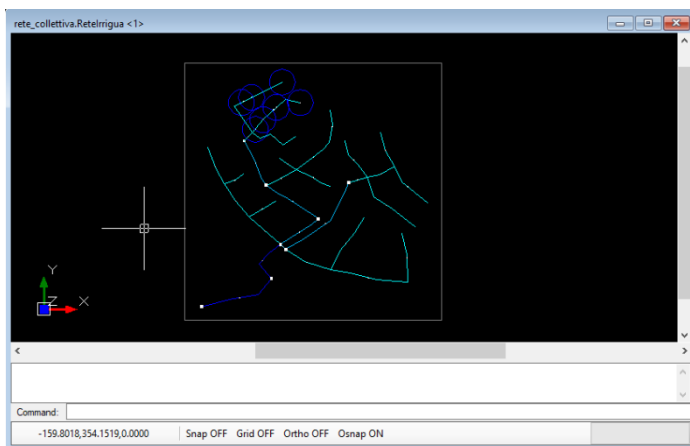 rete_collettiva.ReteIrrigua <1>
Y
Z
X
Command:
-159.8018,354.1519,0.0000 Snap OFF Grid OFF Ortho OFF Osnap ON